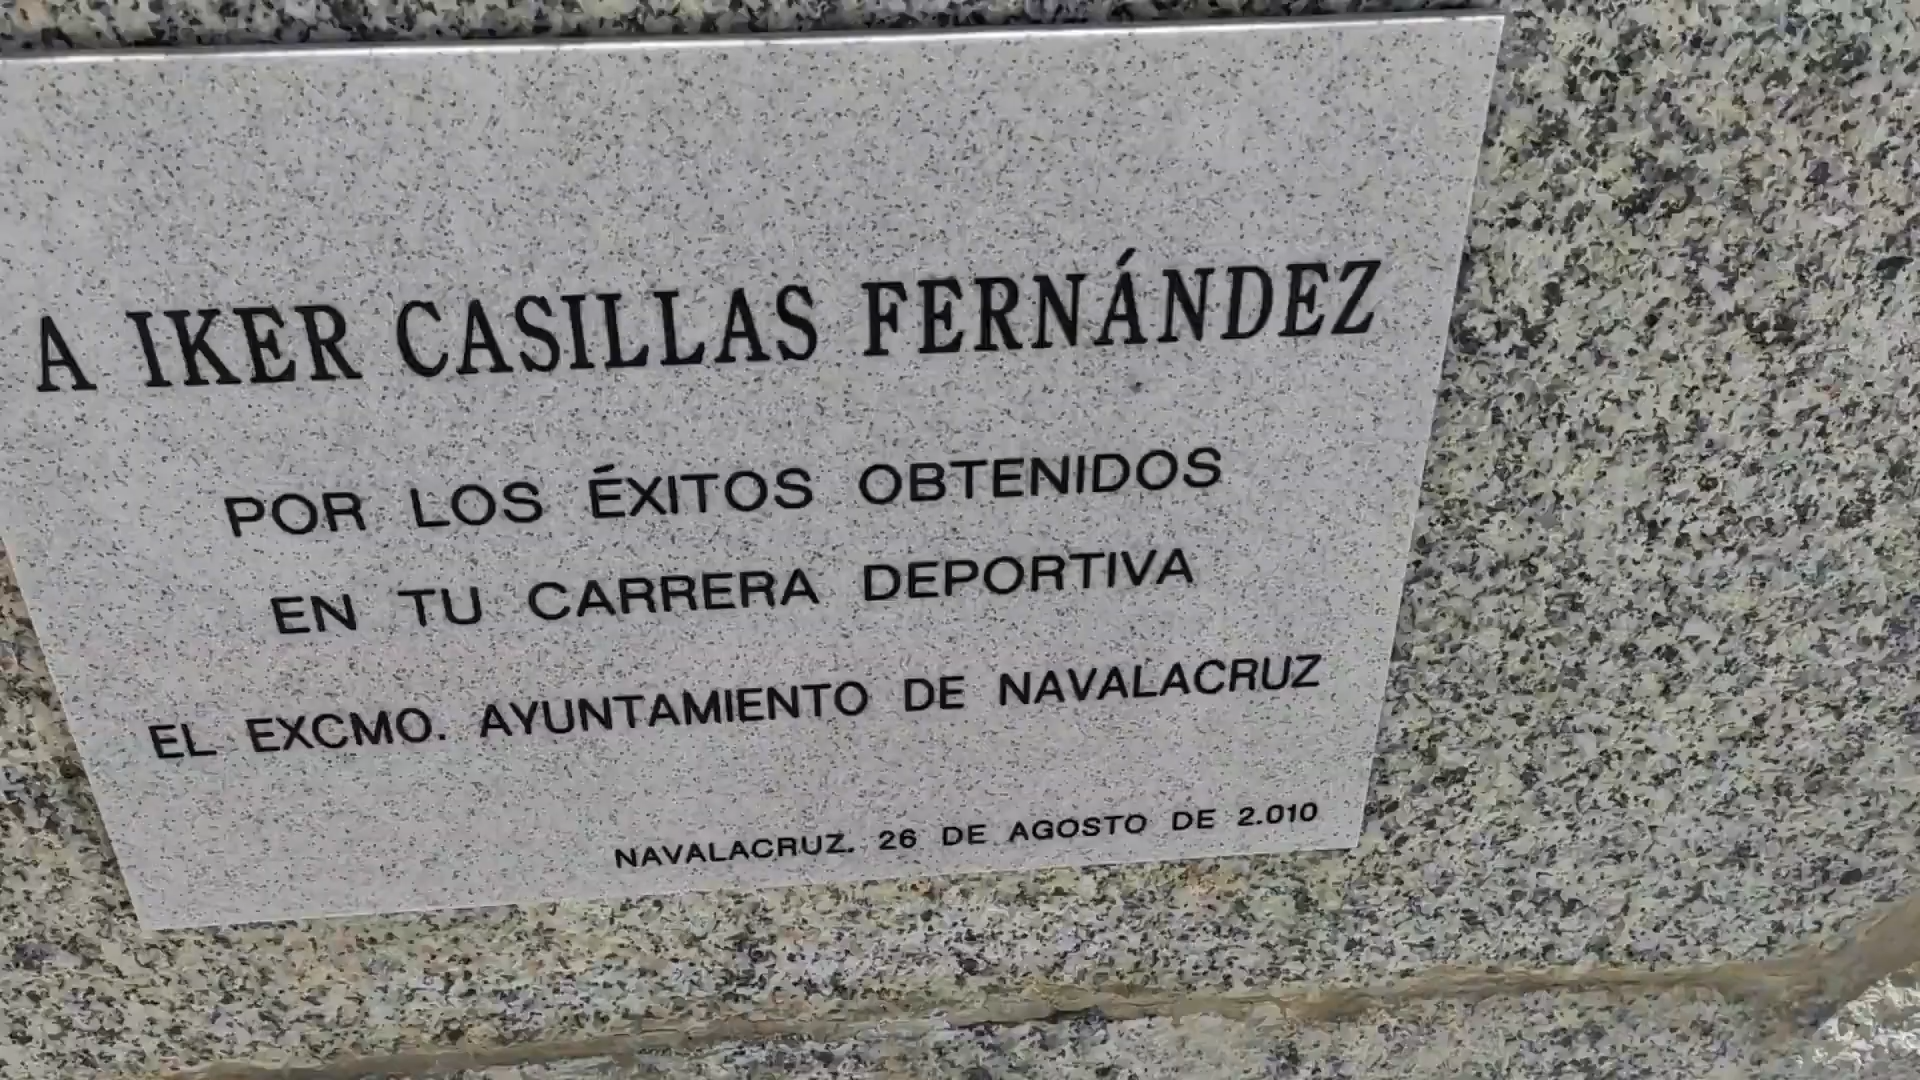 A IKER CASILLAS FERNÁNDEZ
POR LOS ÉXITOS OBTENIDOS
EN TU CARRERA DEPORTIVA
EL EXCMO. AYUNTAMIENTO DE NAVALACRUZ
NAVALACRUZ. 26 DE AGOSTO DE 2.010